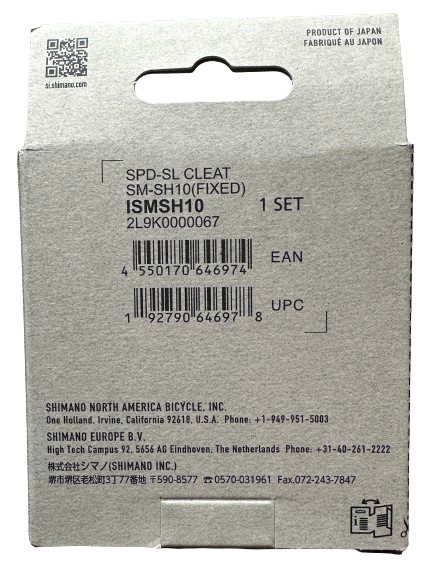 PRODUCT OF JAPAN
FABRIQUÉ AU JAPON
si.shimano.com
SPD-SL CLEAT
SM-SH10(FIXED)
ISMSH10 1 SET
2L9K0000067
4 550170 646974 EAN
1 92790 64697 8 UPC
SHIMANO NORTH AMERICA BICYCLE, INC.
One Holland, Irvine, California 92618, U.S.A. Phone: +1-949-951-5003
SHIMANO EUROPE B.V.
High Tech Campus 92, 5656 AG Eindhoven, The Netherlands Phone: +31-40-261-2222
株式会社シマノ(SHIMANO INC.)
堺市堺区老松町3丁77番地 〒590-8577 ☎0570-031961 Fax.072-243-7847